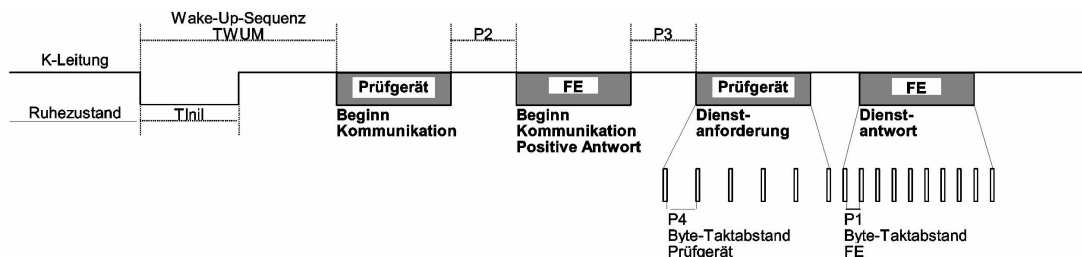 Wake-Up-Sequenz
TWUM
P2
P3
K-Leitung
Prüfgerät
FE
Prüfgerät
FE
Ruhezustand
TInil
Beginn
Kommunikation
Beginn
Kommunikation
Positive Antwort
Dienst-
anforderung
Dienst-
antwort
P4
Byte-Taktabstand
Prüfgerät
P1
Byte-Taktabstand
FE